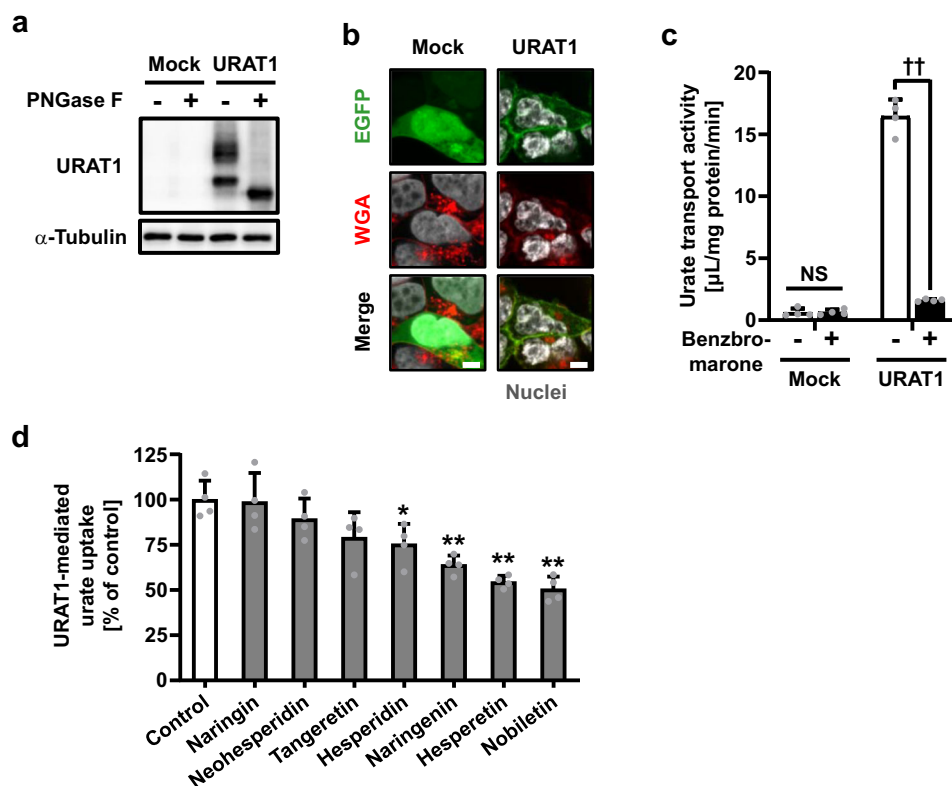 a
Mock URAT1
PNGase F - + - +
URAT1
α-Tubulin
b
Mock URAT1
EGFP
WGA
Merge
Nuclei
c
Urate transport activity
[µL/mg protein/min]
20
15
10
5
0
NS
††
Benzbro-
marone
- + - +
Mock URAT1
d
URAT1-mediated
urate uptake
[% of control]
125
100
75
50
25
0
* ** ** **
Control
Naringin
Neohesperidin
Tangeretin
Hesperidin
Naringenin
Hesperetin
Nobiletin